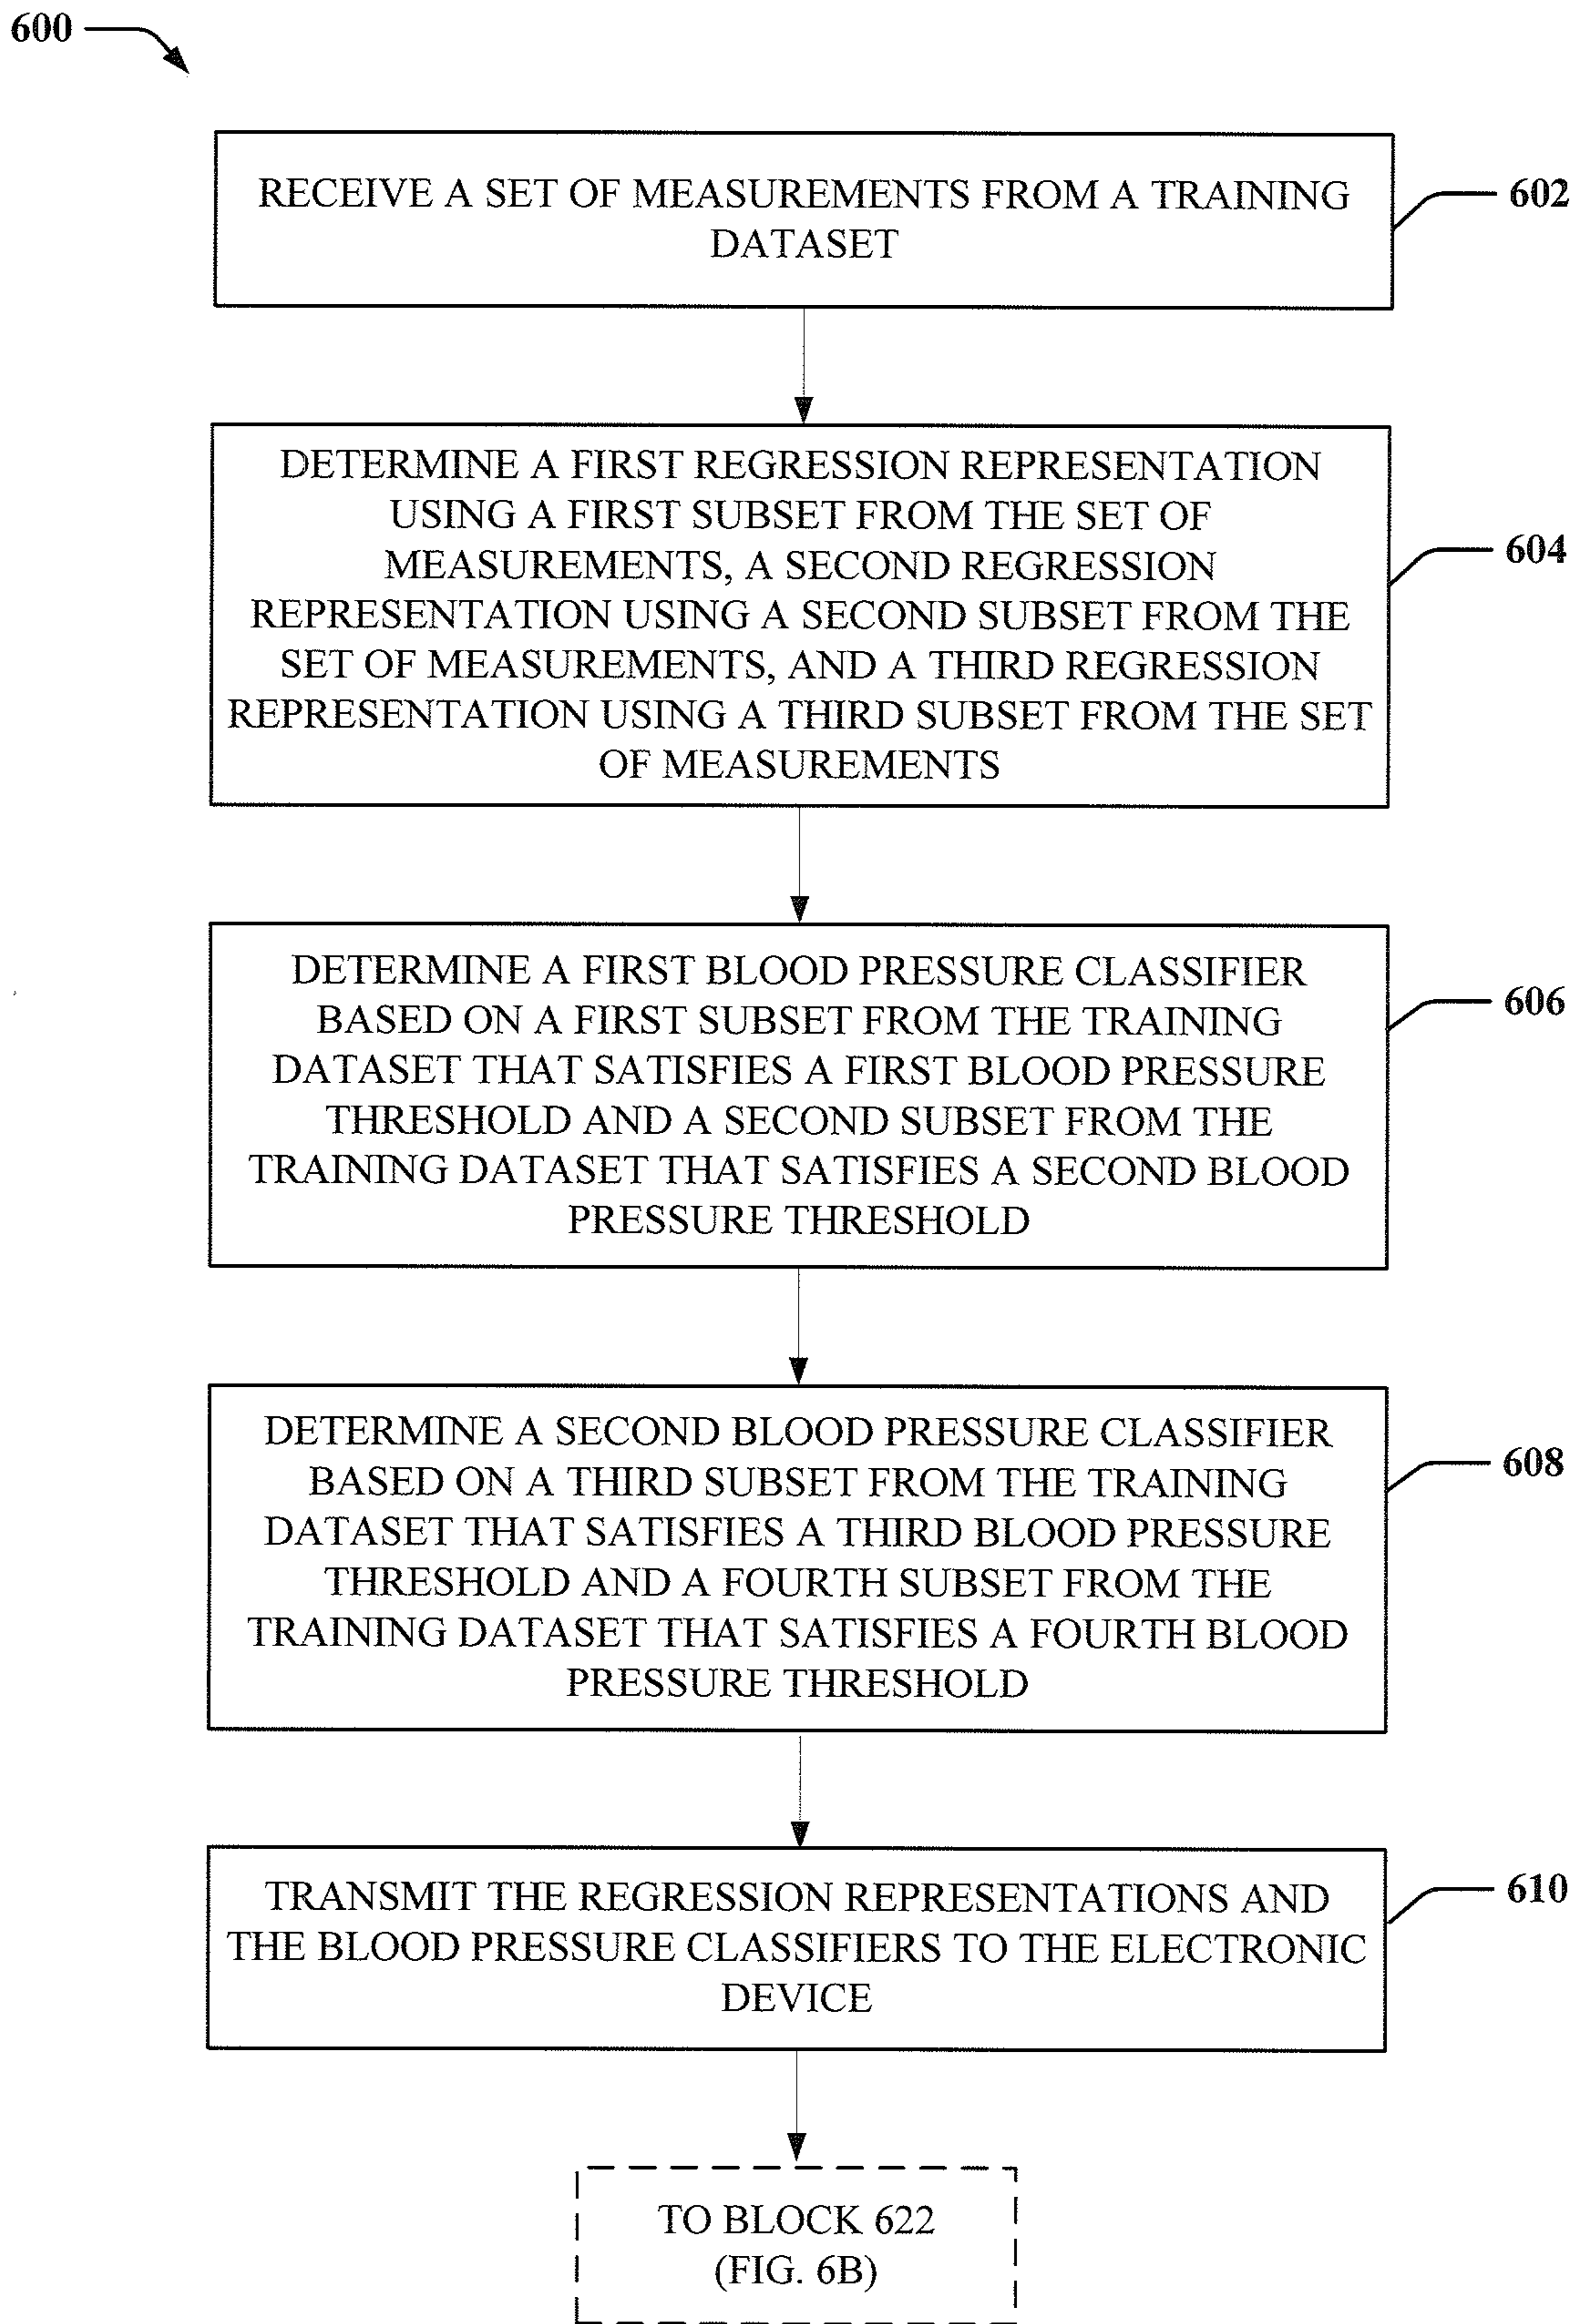 600
RECEIVE A SET OF MEASUREMENTS FROM A TRAINING
DATASET
602
DETERMINE A FIRST REGRESSION REPRESENTATION
USING A FIRST SUBSET FROM THE SET OF
MEASUREMENTS, A SECOND REGRESSION
REPRESENTATION USING A SECOND SUBSET FROM THE
SET OF MEASUREMENTS, AND A THIRD REGRESSION
REPRESENTATION USING A THIRD SUBSET FROM THE SET
OF MEASUREMENTS
604
DETERMINE A FIRST BLOOD PRESSURE CLASSIFIER
BASED ON A FIRST SUBSET FROM THE TRAINING
DATASET THAT SATISFIES A FIRST BLOOD PRESSURE
THRESHOLD AND A SECOND SUBSET FROM THE
TRAINING DATASET THAT SATISFIES A SECOND BLOOD
PRESSURE THRESHOLD
606
DETERMINE A SECOND BLOOD PRESSURE CLASSIFIER
BASED ON A THIRD SUBSET FROM THE TRAINING
DATASET THAT SATISFIES A THIRD BLOOD PRESSURE
THRESHOLD AND A FOURTH SUBSET FROM THE
TRAINING DATASET THAT SATISFIES A FOURTH BLOOD
PRESSURE THRESHOLD
608
TRANSMIT THE REGRESSION REPRESENTATIONS AND
THE BLOOD PRESSURE CLASSIFIERS TO THE ELECTRONIC
DEVICE
610
TO BLOCK 622
(FIG. 6B)